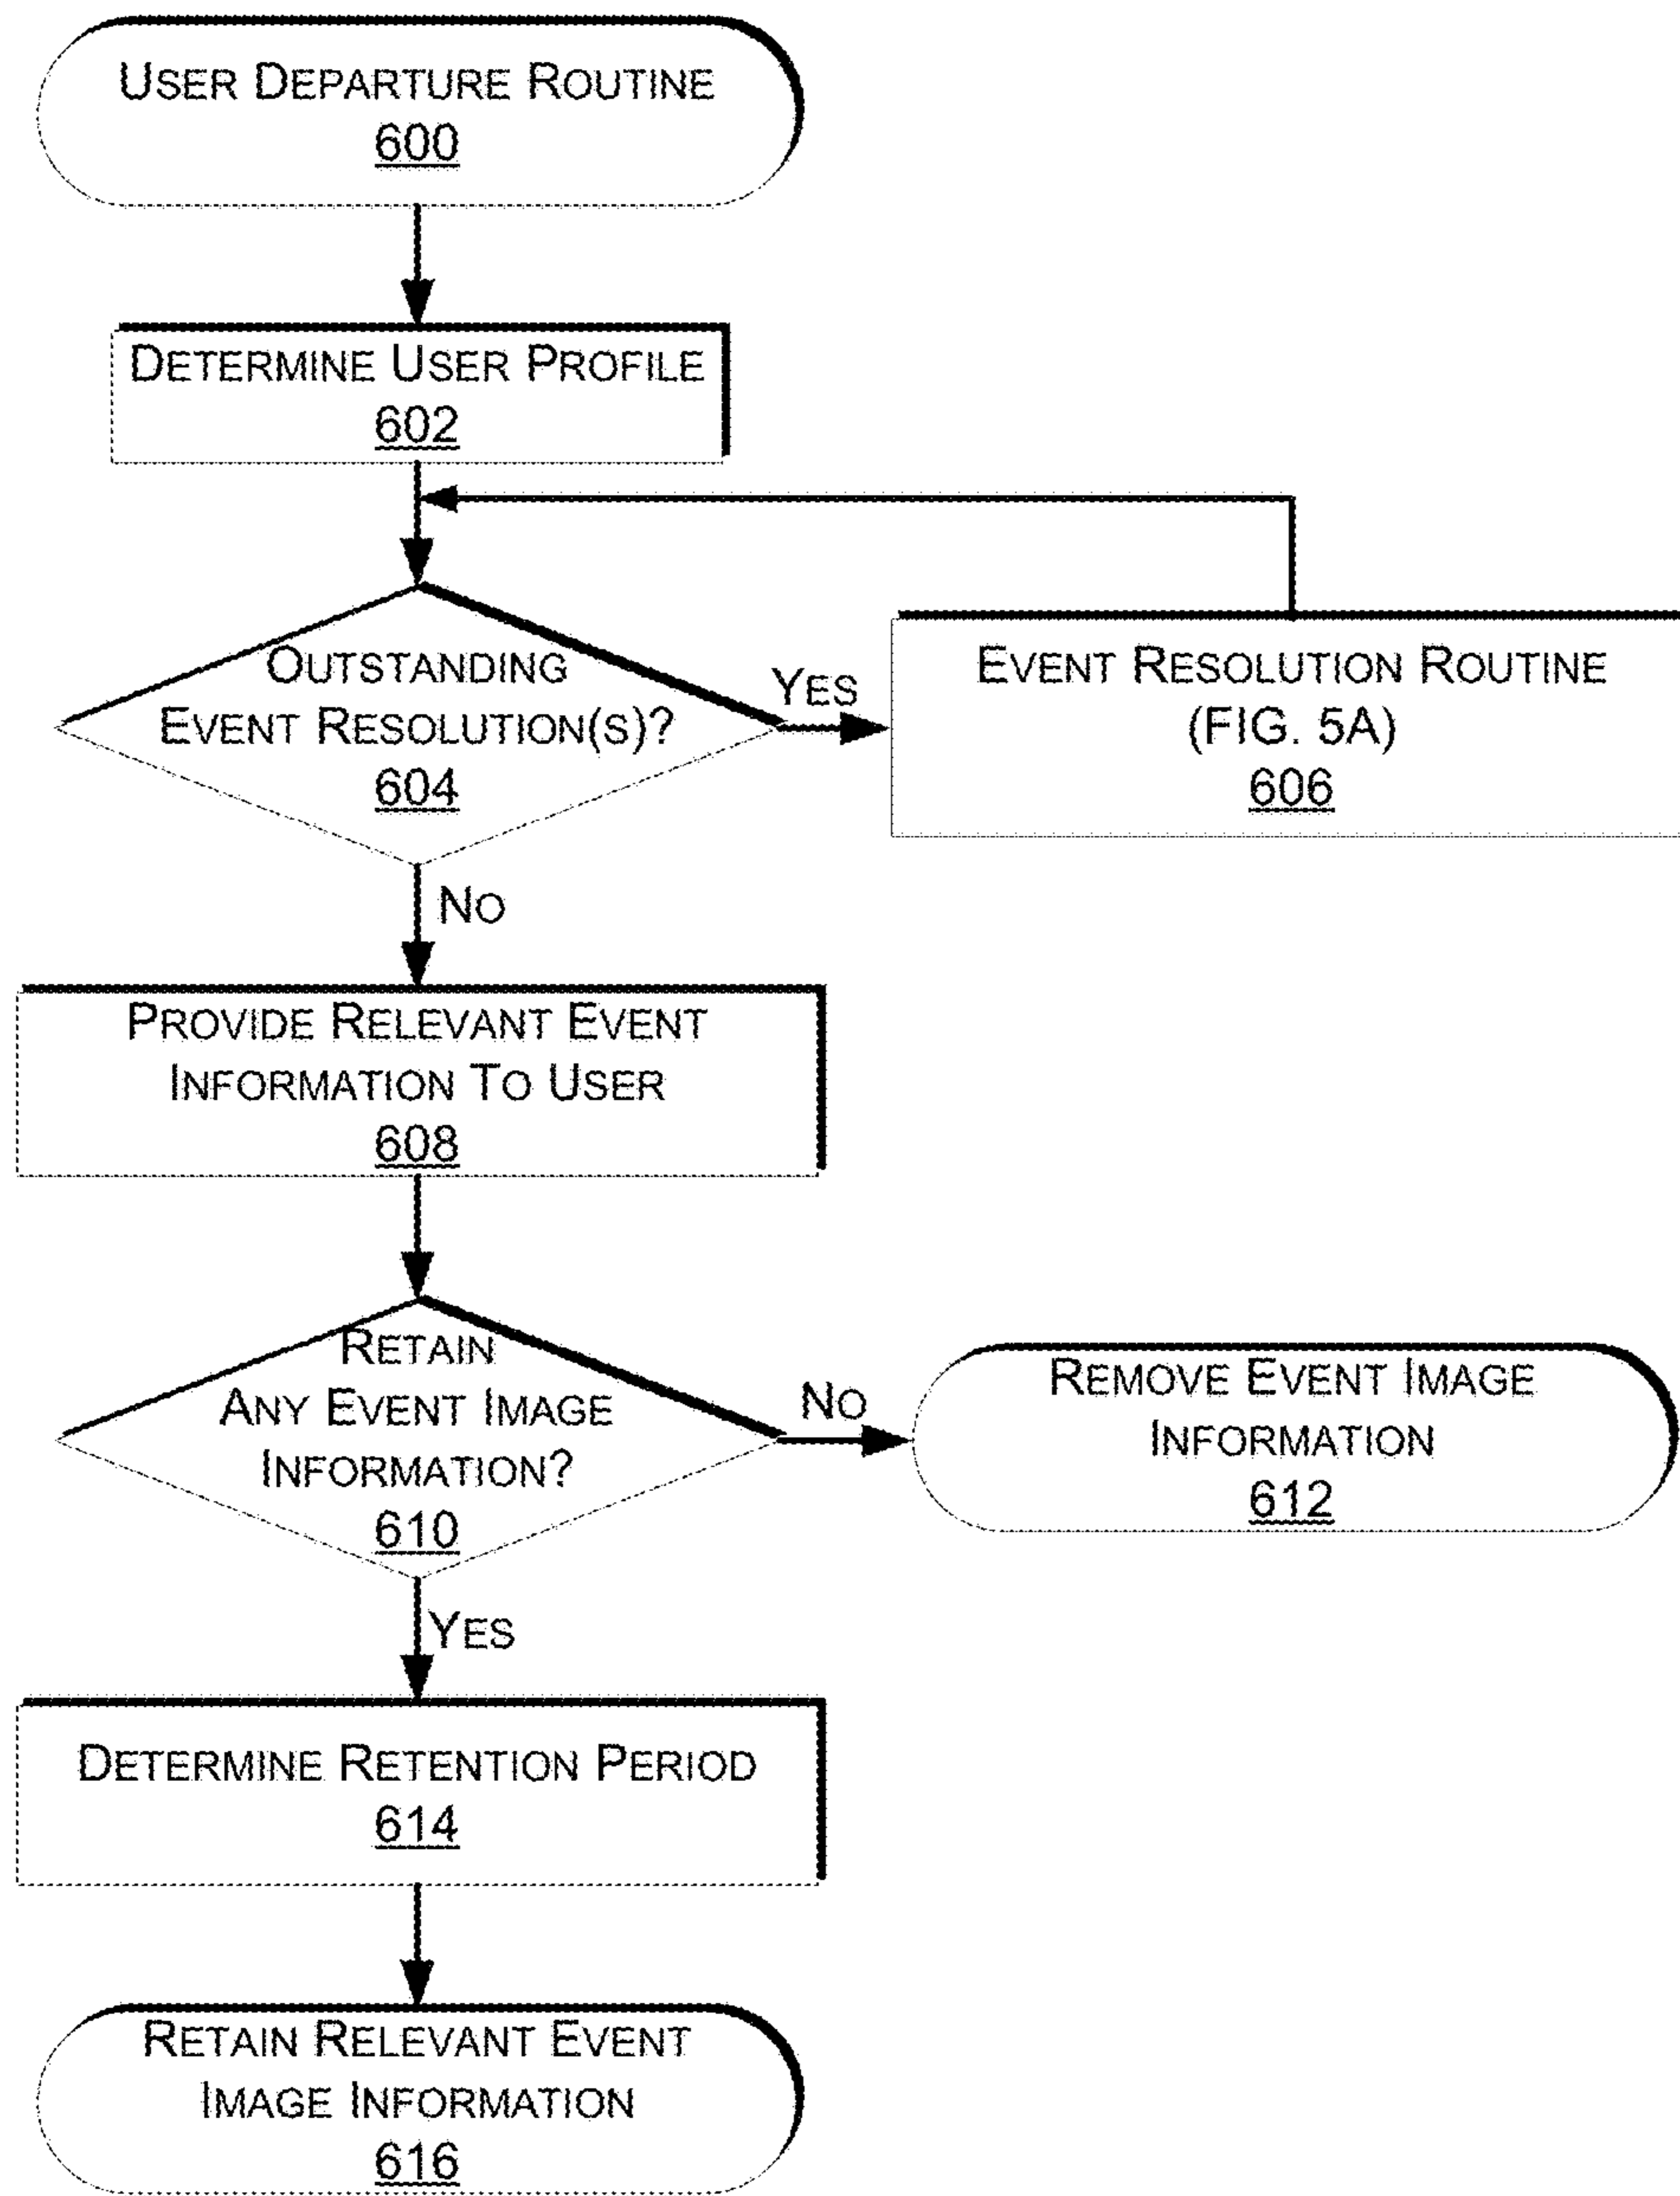 USER DEPARTURE ROUTINE
600
DETERMINE USER PROFILE
602
OUTSTANDING
EVENT RESOLUTION(S)?
604
YES
EVENT RESOLUTION ROUTINE
(FIG. 5A)
606
NO
PROVIDE RELEVANT EVENT
INFORMATION TO USER
608
RETAIN
ANY EVENT IMAGE
INFORMATION?
610
NO
REMOVE EVENT IMAGE
INFORMATION
612
YES
DETERMINE RETENTION PERIOD
614
RETAIN RELEVANT EVENT
IMAGE INFORMATION
616